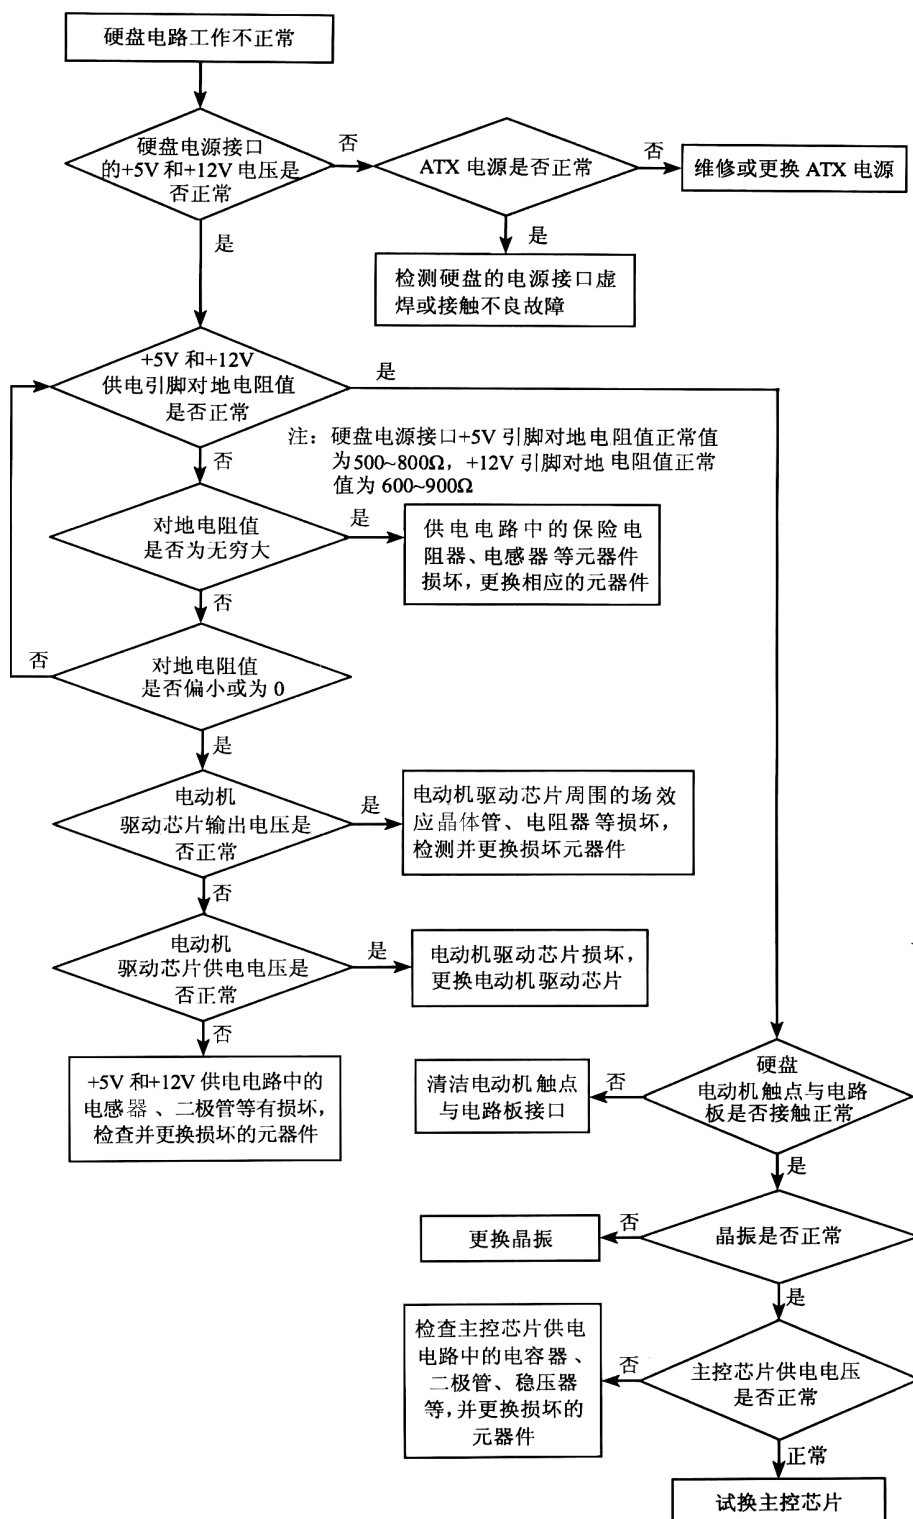 硬盘电路工作不正常
硬盘电源接口
的+5V 和+12V 电压是
否正常
否
ATX 电源是否正常
否
维修或更换 ATX 电源
是
是
检测硬盘的电源接口虚
焊或接触不良故障
+5V 和+12V
供电引脚对地电阻值
是否正常
是
注：硬盘电源接口+5V 引脚对地电阻值正常值
为500~800Ω，+12V 引脚对地 电阻值正常
值为 600~900Ω
否
对地电阻值
是否为无穷大
是
供电电路中的保险电
阻器、电感器等元器件
损坏，更换相应的元器件
否
否
对地电阻值
是否偏小或为 0
是
电动机
驱动芯片输出电压是
否正常
是
电动机驱动芯片周围的场效
应晶体管、电阻器等损坏，
检测并更换损坏元器件
否
电动机
驱动芯片供电电压是
否正常
是
电动机驱动芯片损坏，
更换电动机驱动芯片
否
+5V 和+12V 供电电路中的
电感器、二极管等有损坏，
检查并更换损坏的元器件
硬盘
电动机触点与电路
板是否接触正常
否
清洁电动机触点
与电路板接口
是
晶振是否正常
否
更换晶振
是
主控芯片供电电压
是否正常
否
检查主控芯片供电
电路中的电容器、
二极管、稳压器
等，并更换损坏的
元器件
正常
试换主控芯片